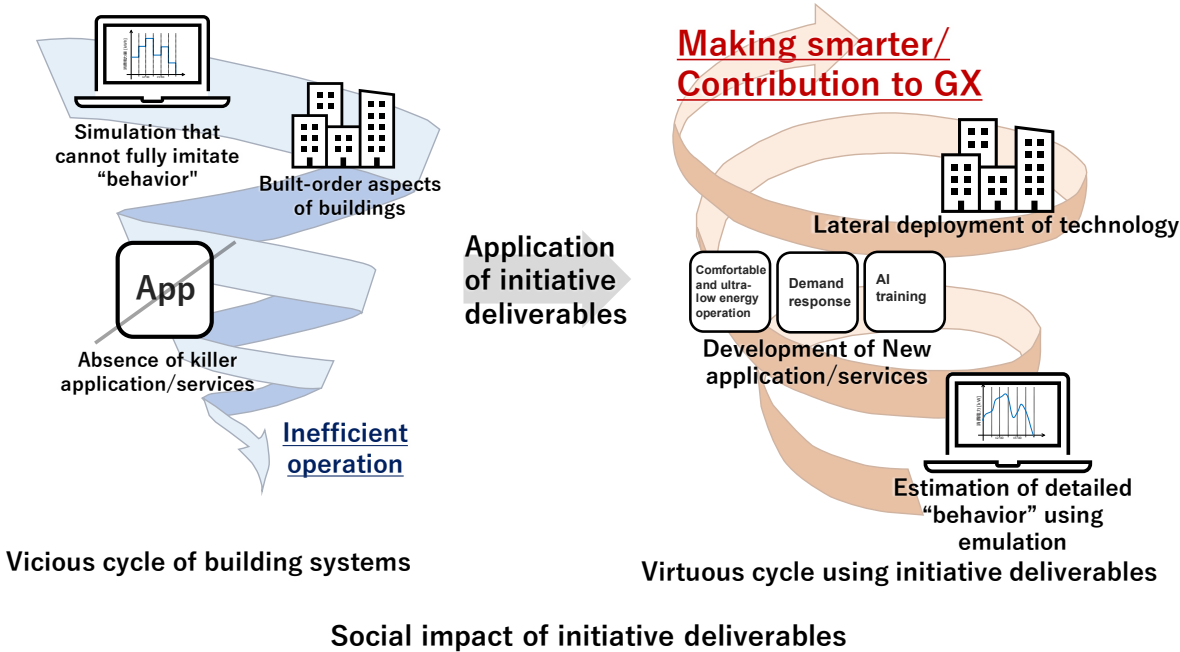 Simulation that
cannot fully imitate
“behavior"
Built-order aspects
of buildings
App
Absence of killer
application/services
Inefficient
operation
Vicious cycle of building systems
Application
of initiative
deliverables
Making smarter/
Contribution to GX
Lateral deployment of technology
Comfortable
and ultra-
low energy
operation
Demand
response
AI
training
Development of New
application/services
Estimation of detailed
“behavior” using
emulation
Virtuous cycle using initiative deliverables
Social impact of initiative deliverables